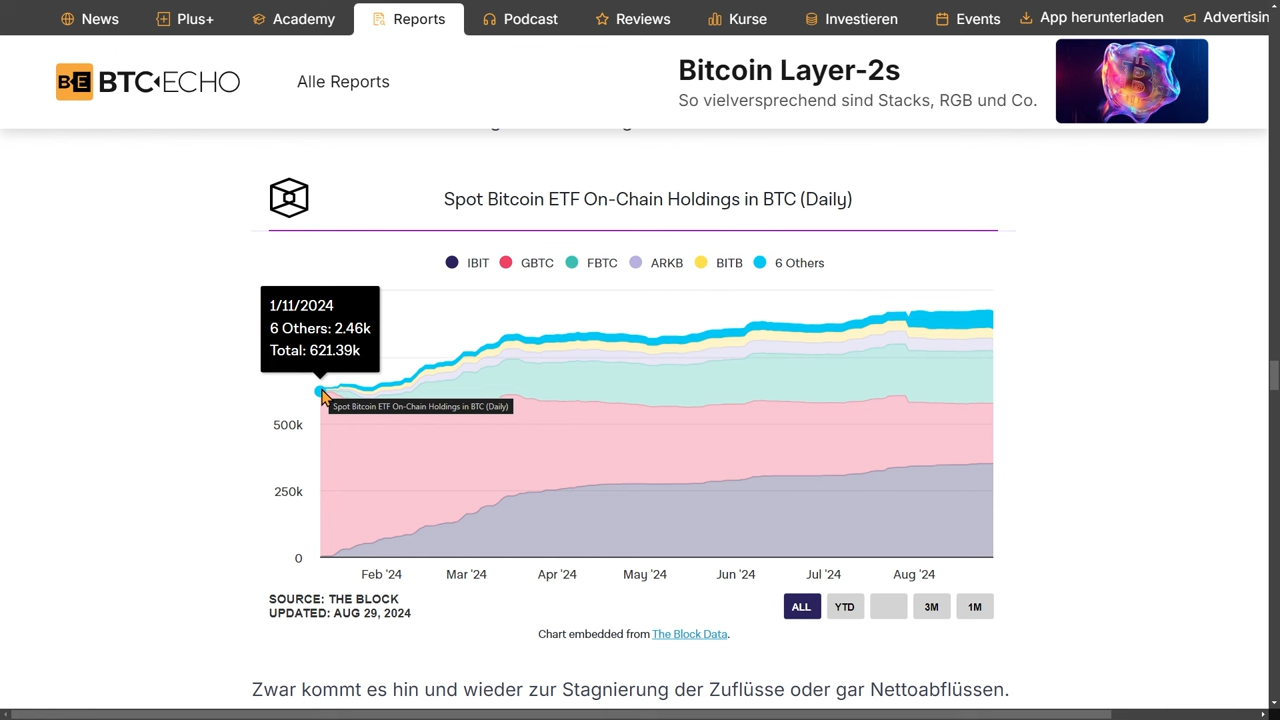 News Plus+ Academy Reports Podcast Reviews Kurse Investieren Events App herunterladen Advertisin
BE BTC ECHO Alle Reports Bitcoin Layer-2s
So vielversprechend sind Stacks, RGB und Co.
Spot Bitcoin ETF On-Chain Holdings in BTC (Daily)
IBIT GBTC FBTC ARKB BITB 6 Others
1/11/2024
6 Others: 2.46k
Total: 621.39k
Spot Bitcoin ETF On-Chain Holdings in BTC (Daily)
500k
250k
0
Feb '24 Mar '24 Apr '24 May '24 Jun '24 Jul '24 Aug '24
SOURCE: THE BLOCK
UPDATED: AUG 29, 2024
ALL YTD 3M 1M
Chart embedded from The Block Data.
Zwar kommt es hin und wieder zur Stagnierung der Zuflüsse oder gar Nettoabflüssen.